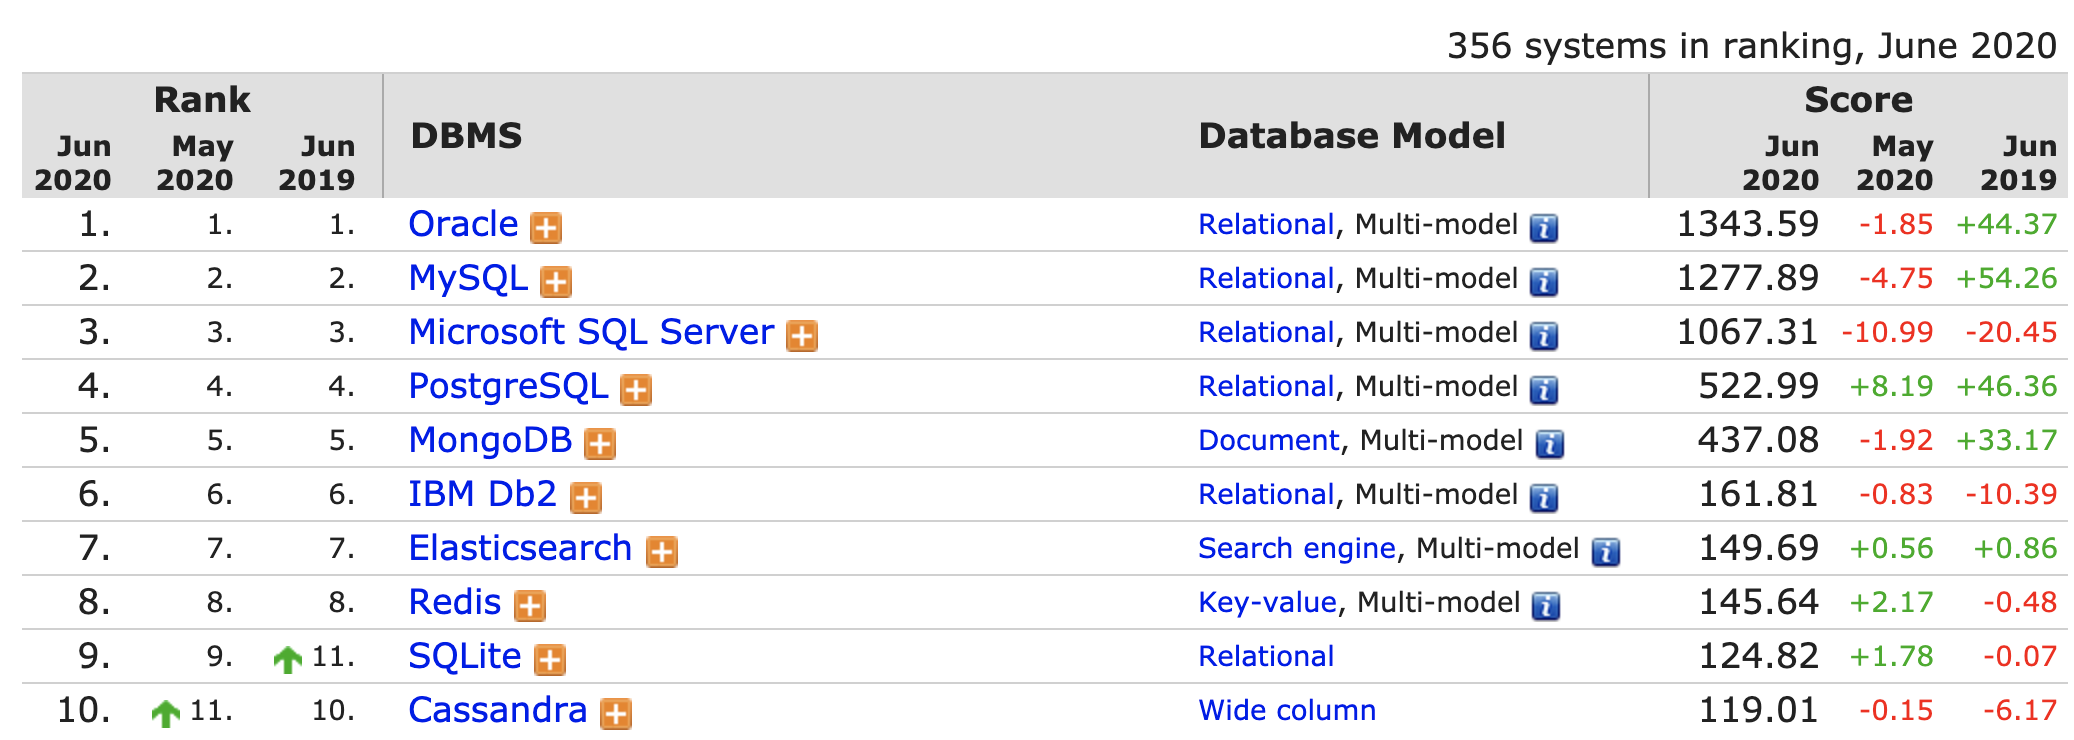 356 systems in ranking, June 2020
Rank DBMS Database Model Score
Jun 2020 May 2020 Jun 2019 Jun 2020 May 2020 Jun 2019
1. 1. 1. Oracle Relational, Multi-model 1343.59 -1.85 +44.37
2. 2. 2. MySQL Relational, Multi-model 1277.89 -4.75 +54.26
3. 3. 3. Microsoft SQL Server Relational, Multi-model 1067.31 -10.99 -20.45
4. 4. 4. PostgreSQL Relational, Multi-model 522.99 +8.19 +46.36
5. 5. 5. MongoDB Document, Multi-model 437.08 -1.92 +33.17
6. 6. 6. IBM Db2 Relational, Multi-model 161.81 -0.83 -10.39
7. 7. 7. Elasticsearch Search engine, Multi-model 149.69 +0.56 +0.86
8. 8. 8. Redis Key-value, Multi-model 145.64 +2.17 -0.48
9. 9. 11. SQLite Relational 124.82 +1.78 -0.07
10. 11. 10. Cassandra Wide column 119.01 -0.15 -6.17